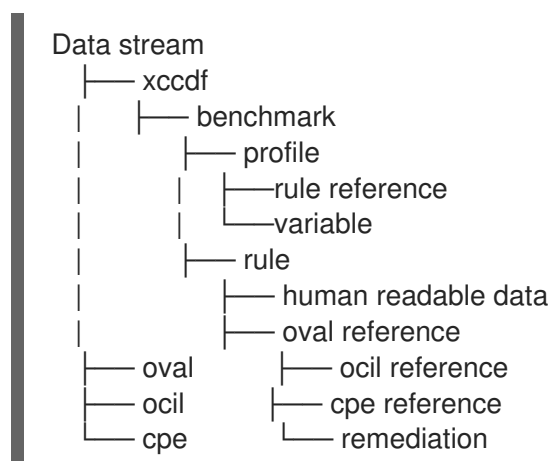 Data stream
├── xccdf
|      ├── benchmark
|            ├── profile
|            |    ├──rule reference
|            |    └──variable
|            ├── rule
|                 ├── human readable data
|                 ├── oval reference
├── oval          ├── ocil reference
├── ocil          ├── cpe reference
└── cpe           └── remediation